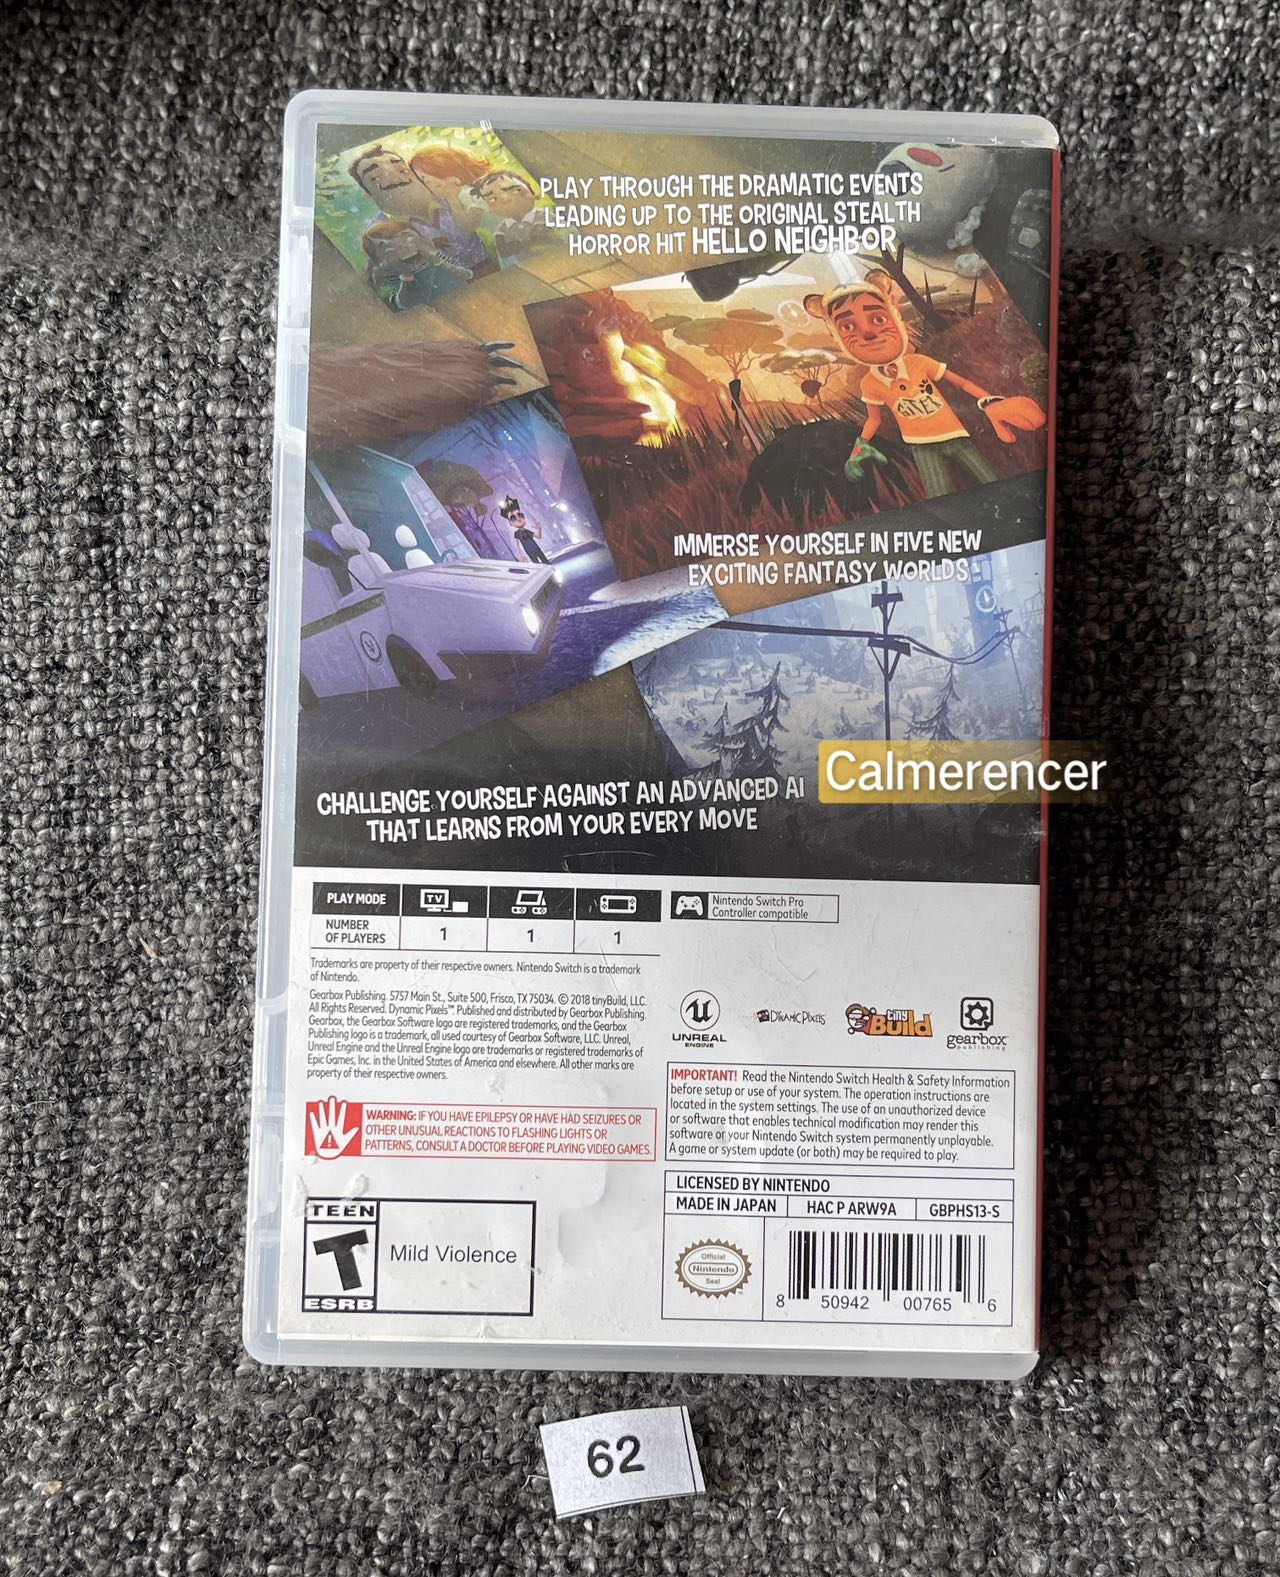 PLAY THROUGH THE DRAMATIC EVENTS
LEADING UP TO THE ORIGINAL STEALTH
HORROR HIT HELLO NEIGHBOR
IMMERSE YOURSELF IN FIVE NEW
EXCITING FANTASY WORLDS
Calmerencer
CHALLENGE YOURSELF AGAINST AN ADVANCED AI
THAT LEARNS FROM YOUR EVERY MOVE
PLAY MODE
TV
NUMBER
OF PLAYERS
1
1
1
Nintendo Switch Pro
Controller compatible
Trademarks are property of their respective owners. Nintendo Switch is a trademark
of Nintendo.
Gearbox Publishing. 5757 Main St., Suite 500, Frisco, TX 75034. © 2018 tinyBuild, LLC.
All Rights Reserved. Dynamic Pixels™ Published and distributed by Gearbox Publishing.
Gearbox, the Gearbox Software logo are registered trademarks, and the Gearbox
Publishing logo is a trademark, all used courtesy of Gearbox Software, LLC. Unreal,
Unreal Engine and the Unreal Engine logo are trademarks or registered trademarks of
Epic Games, Inc. in the United States of America and elsewhere. All other marks are
property of their respective owners.
UNREAL
ENGINE
DYNAMIC PIXELS
tiny
Build
gearbox
publishing
IMPORTANT! Read the Nintendo Switch Health & Safety Information
before setup or use of your system. The operation instructions are
located in the system settings. The use of an unauthorized device
or software that enables technical modification may render this
software or your Nintendo Switch system permanently unplayable.
A game or system update (or both) may be required to play.
WARNING: IF YOU HAVE EPILEPSY OR HAVE HAD SEIZURES OR
OTHER UNUSUAL REACTIONS TO FLASHING LIGHTS OR
PATTERNS, CONSULT A DOCTOR BEFORE PLAYING VIDEO GAMES.
LICENSED BY NINTENDO
MADE IN JAPAN
HAC P ARW9A
GBPHS13-S
TEEN
T
ESRB
Mild Violence
Official
Nintendo
Seal
8 50942 00765 6
62